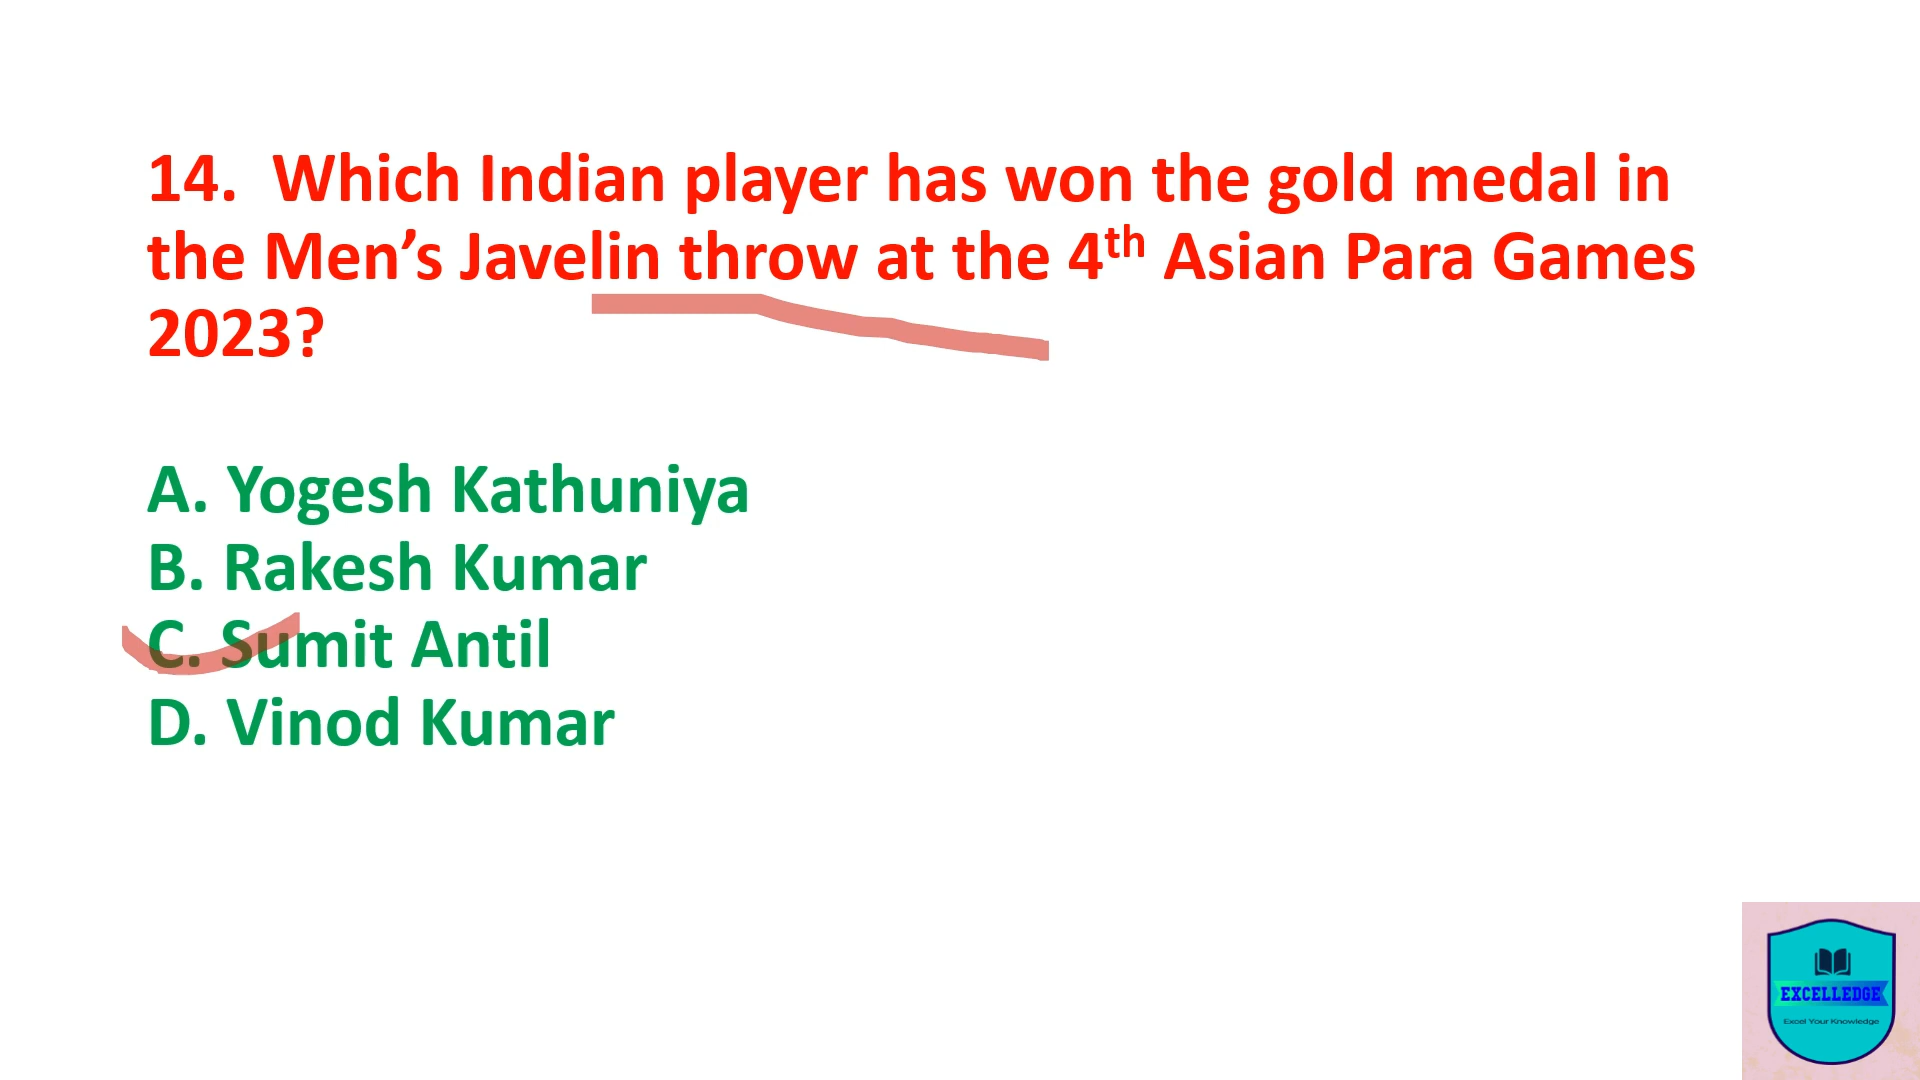 14. Which Indian player has won the gold medal in
the Men’s Javelin throw at the 4th Asian Para Games
2023?
A. Yogesh Kathuniya
B. Rakesh Kumar
C. Sumit Antil
D. Vinod Kumar
EXCELLEDGE
Excel Your Knowledge